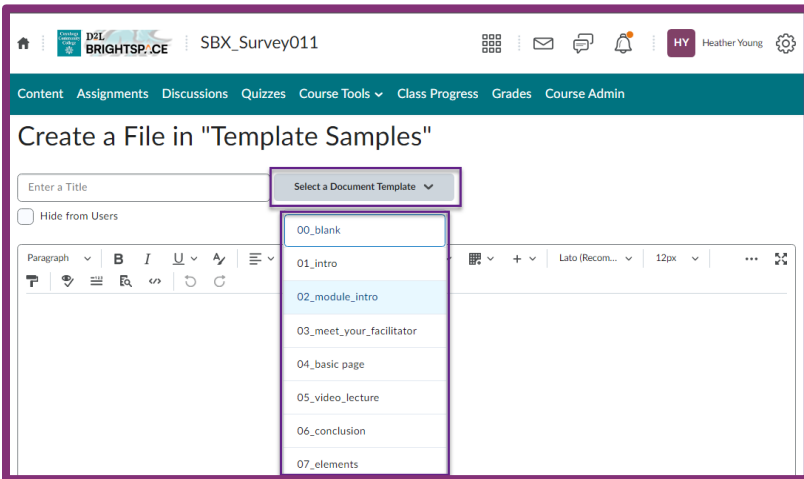 D2L
BRIGHTSPACE
SBX_Survey011
HY
Heather Young
Content Assignments Discussions Quizzes Course Tools Class Progress Grades Course Admin
Create a File in "Template Samples"
Enter a Title
Select a Document Template
Hide from Users
00_blank
Paragraph
B I U
Lato (Recom...
12px
01_intro
02_module_intro
03_meet_your_facilitator
04_basic page
05_video_lecture
06_conclusion
07_elements